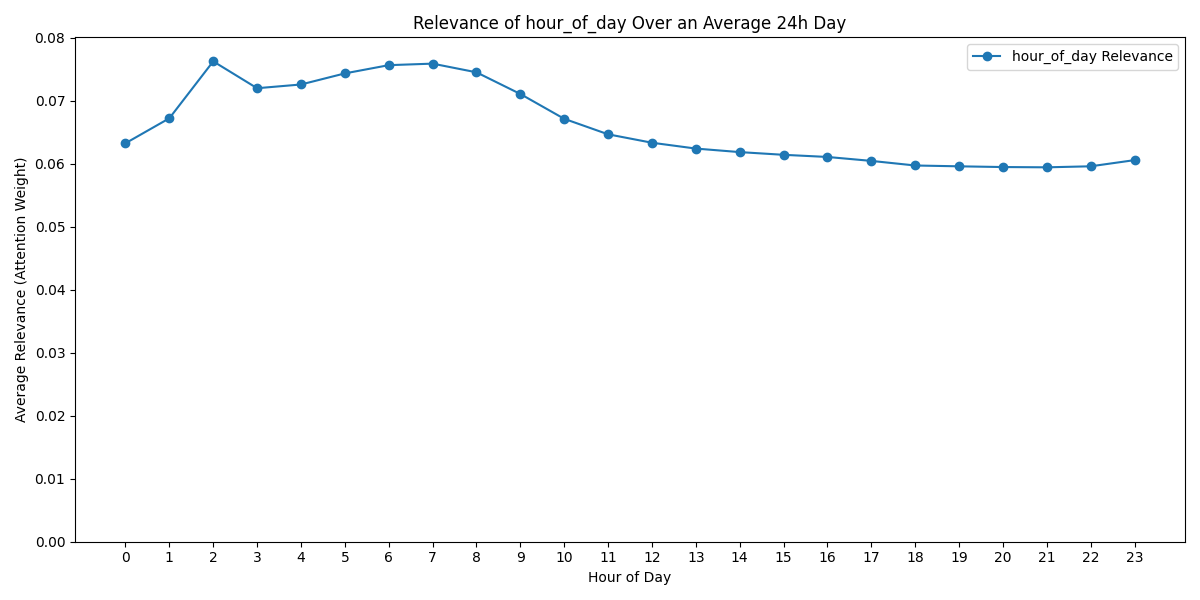 Relevance of hour_of_day Over an Average 24h Day
hour_of_day Relevance
Average Relevance (Attention Weight)
0.08
0.07
0.06
0.05
0.04
0.03
0.02
0.01
0.00
0 1 2 3 4 5 6 7 8 9 10 11 12 13 14 15 16 17 18 19 20 21 22 23
Hour of Day